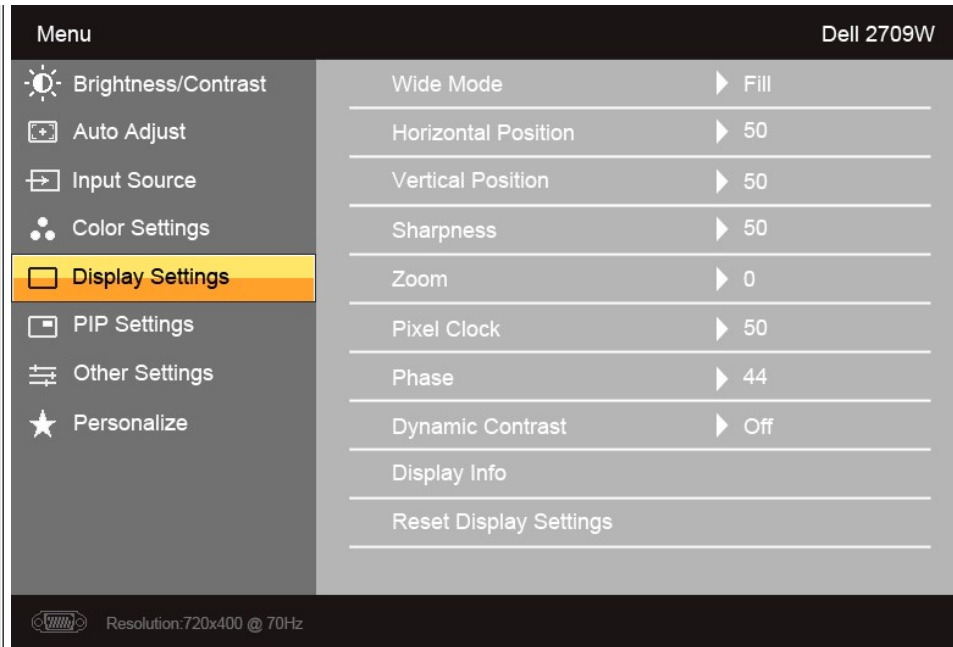 Menu Dell 2709W
Brightness/Contrast
Auto Adjust
Input Source
Color Settings
Display Settings
PIP Settings
Other Settings
Personalize
Wide Mode Fill
Horizontal Position 50
Vertical Position 50
Sharpness 50
Zoom 0
Pixel Clock 50
Phase 44
Dynamic Contrast Off
Display Info
Reset Display Settings
Resolution:720x400 @ 70Hz